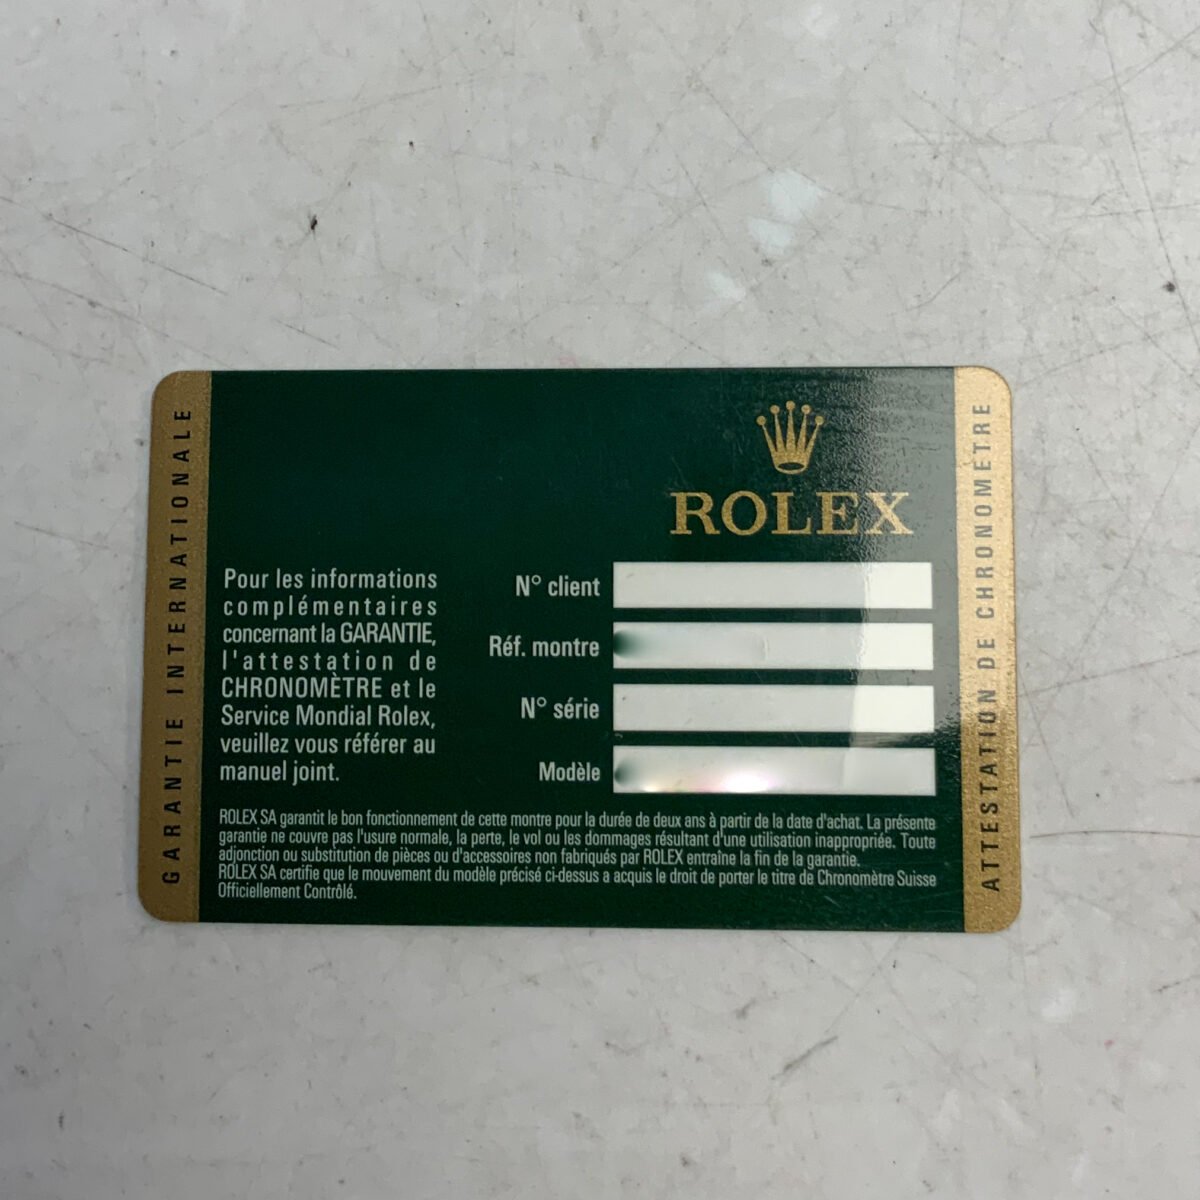 GARANTIE INTERNATIONALE
ROLEX
Pour les informations
complémentaires
concernant la GARANTIE,
l'attestation de
CHRONOMÈTRE et le
Service Mondial Rolex,
veuillez vous référer au
manuel joint.
N° client
Réf. montre
N° série
Modèle
ROLEX SA garantit le bon fonctionnement de cette montre pour la durée de deux ans à partir de la date d'achat. La présente
garantie ne couvre pas l'usure normale, la perte, le vol ou les dommages résultant d'une utilisation inappropriée. Toute
adjonction ou substitution de pièces ou d'accessoires non fabriqués par ROLEX entraîne la fin de la garantie.
ROLEX SA certifie que le mouvement du modèle précisé ci-dessus a acquis le droit de porter le titre de Chronomètre Suisse
Officiellement Contrôlé.
ATTESTATION DE CHRONOMETRE